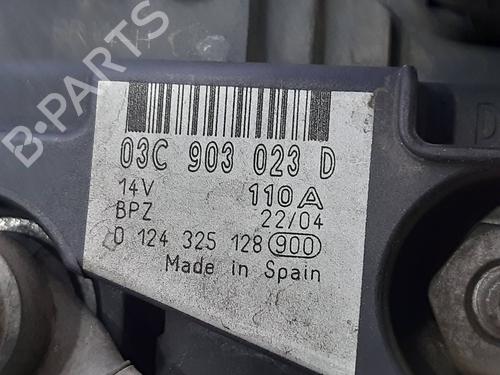 03C 903 023 D
14V 110A
BPZ 22/04
0 124 325 128 900
Made in Spain
B-PARTS